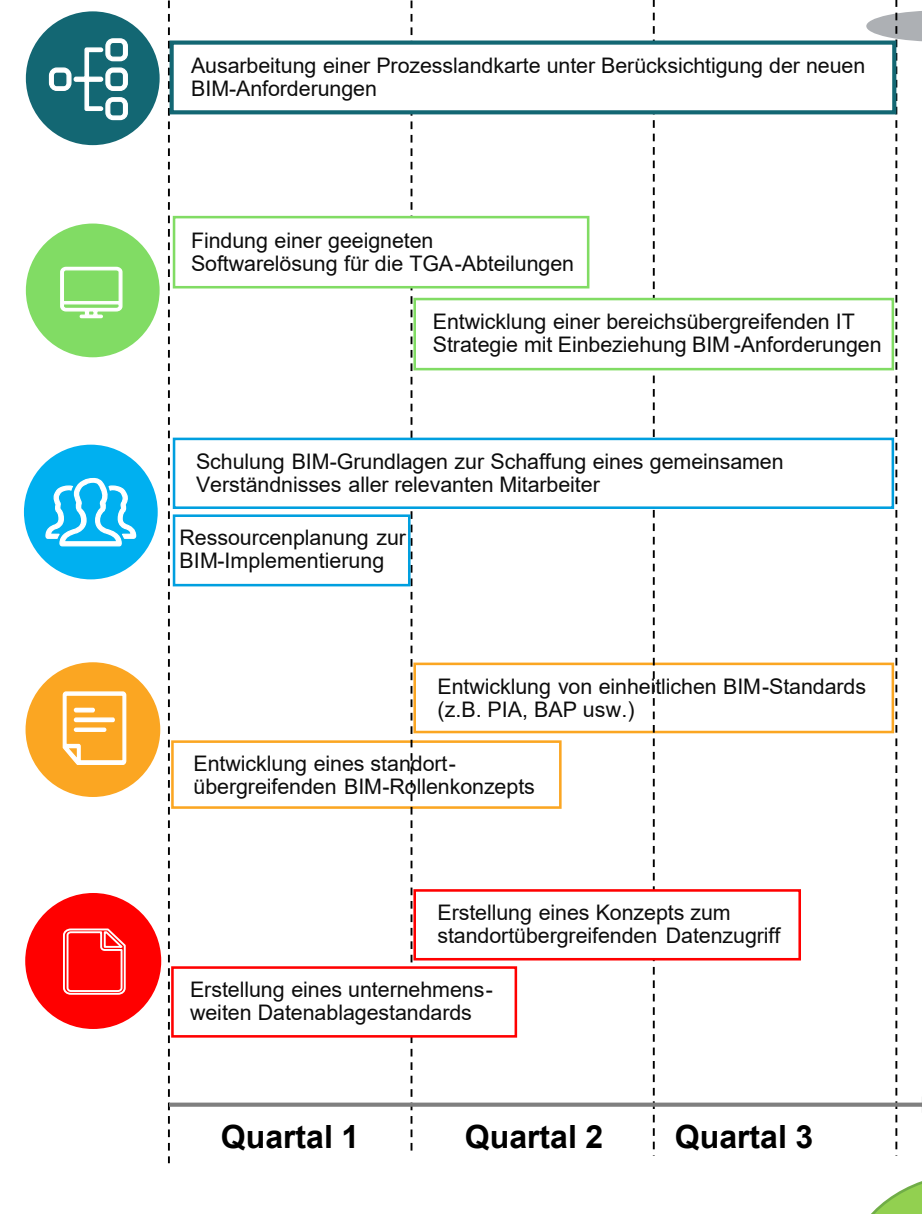 Ausarbeitung einer Prozesslandkarte unter Berücksichtigung der neuen
BIM-Anforderungen
Findung einer geeigneten
Softwarelösung für die TGA-Abteilungen
Entwicklung einer bereichsübergreifenden IT
Strategie mit Einbeziehung BIM-Anforderungen
Schulung BIM-Grundlagen zur Schaffung eines gemeinsamen
Verständnisses aller relevanten Mitarbeiter
Ressourcenplanung zur
BIM-Implementierung
Entwicklung von einheitlichen BIM-Standards
(z.B. PIA, BAP usw.)
Entwicklung eines standort-
übergreifenden BIM-Rollenkonzepts
Erstellung eines Konzepts zum
standortübergreifenden Datenzugriff
Erstellung eines unternehmens-
weiten Datenablagestandards
Quartal 1
Quartal 2
Quartal 3